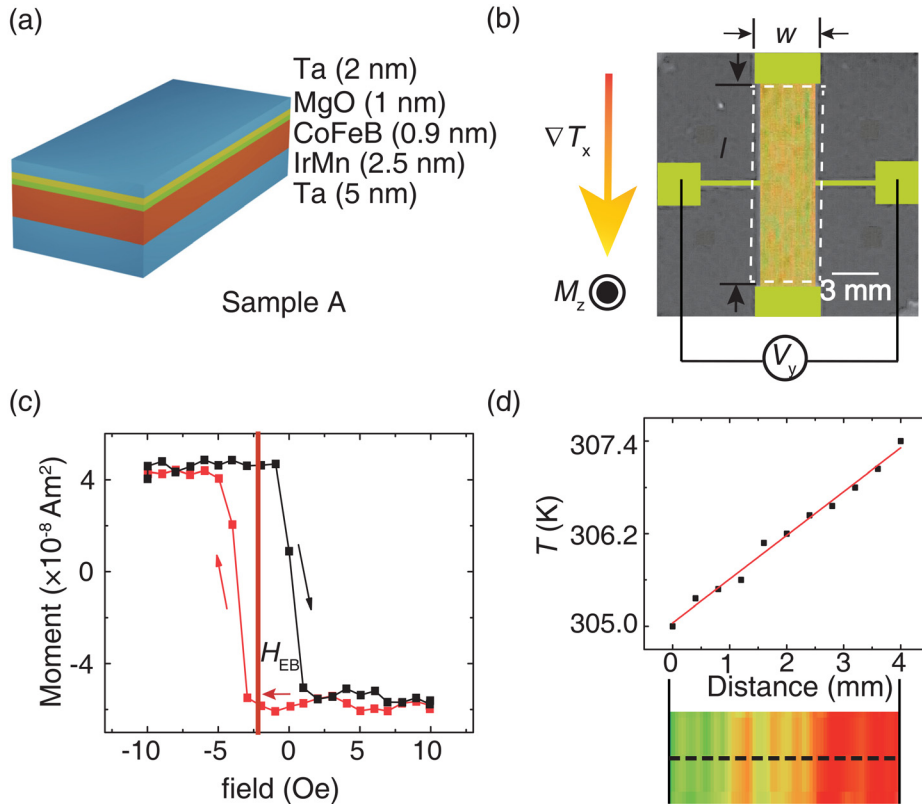 (a)
Ta (2 nm)
MgO (1 nm)
CoFeB (0.9 nm)
IrMn (2.5 nm)
Ta (5 nm)
Sample A
(b)
w
l
∇Tx
Mz
3 mm
Vy
(c)
Moment (×10⁻⁸ Am²)
4
0
-4
HEB
-10 -5 0 5 10
field (Oe)
(d)
T (K)
307.4
306.2
305.0
0 1 2 3 4
Distance (mm)